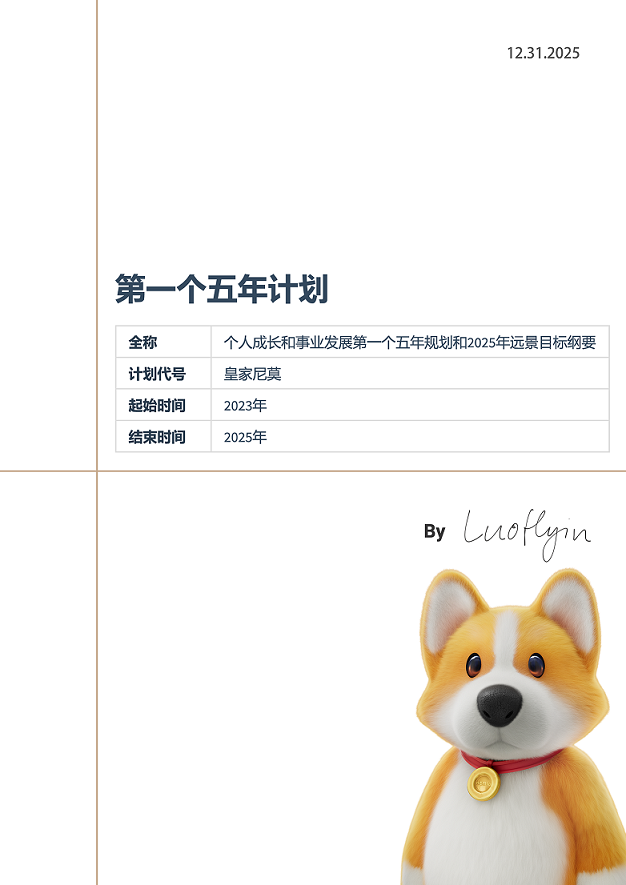 12.31.2025
第一个五年计划
全称 个人成长和事业发展第一个五年规划和2025年远景目标纲要
计划代号 皇家尼莫
起始时间 2023年
结束时间 2025年
By Luoflyin